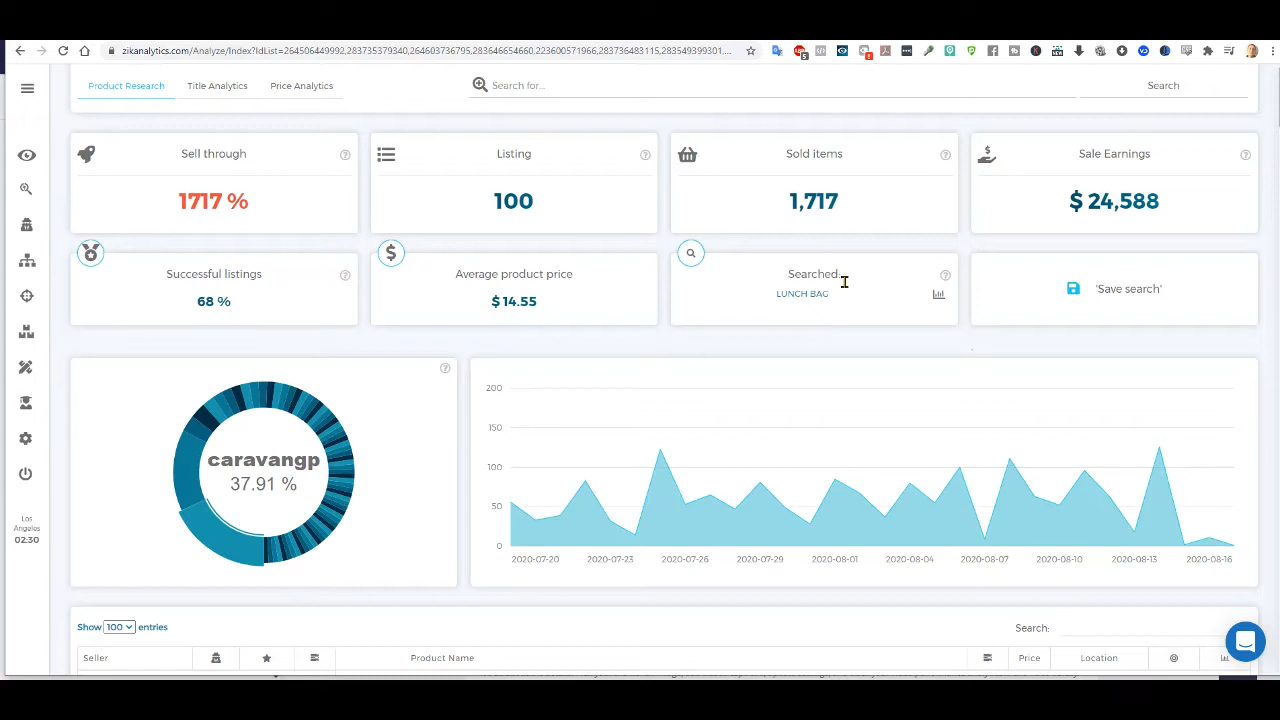 zikanalytics.com/Analyze/Index?IdList=264506449992,283735379340,264603736795,283646654660,223600571966,283736483115,283549399301....
Product Research Title Analytics Price Analytics Search for... Search
Sell through
1717 %
Listing
100
Sold items
1,717
Sale Earnings
$ 24,588
Successful listings
68 %
Average product price
$ 14.55
Searched:
LUNCH BAG
'Save search'
caravangp
37.91 %
200
150
100
50
0
2020-07-20 2020-07-23 2020-07-26 2020-07-29 2020-08-01 2020-08-04 2020-08-07 2020-08-10 2020-08-13 2020-08-16
Los
Angeles
02:30
Show 100 entries
Search:
Seller Product Name Price Location